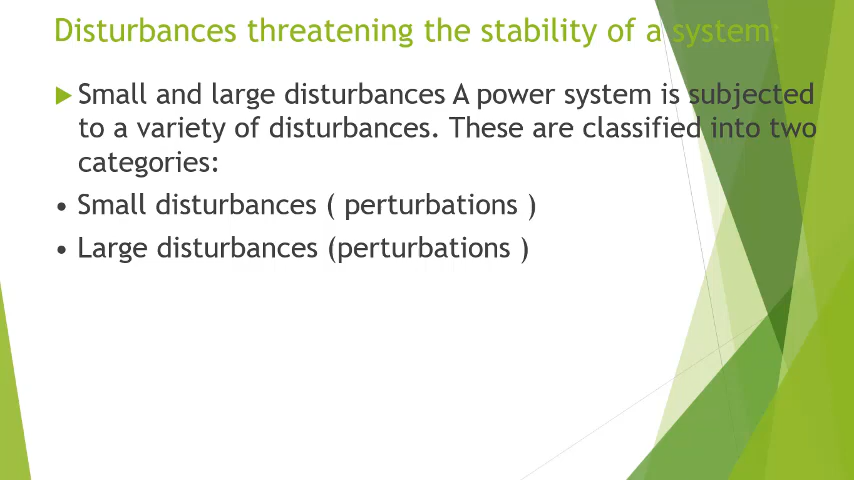 Disturbances threatening the stability of a system:
Small and large disturbances A power system is subjected
to a variety of disturbances. These are classified into two
categories:
• Small disturbances ( perturbations )
• Large disturbances (perturbations )